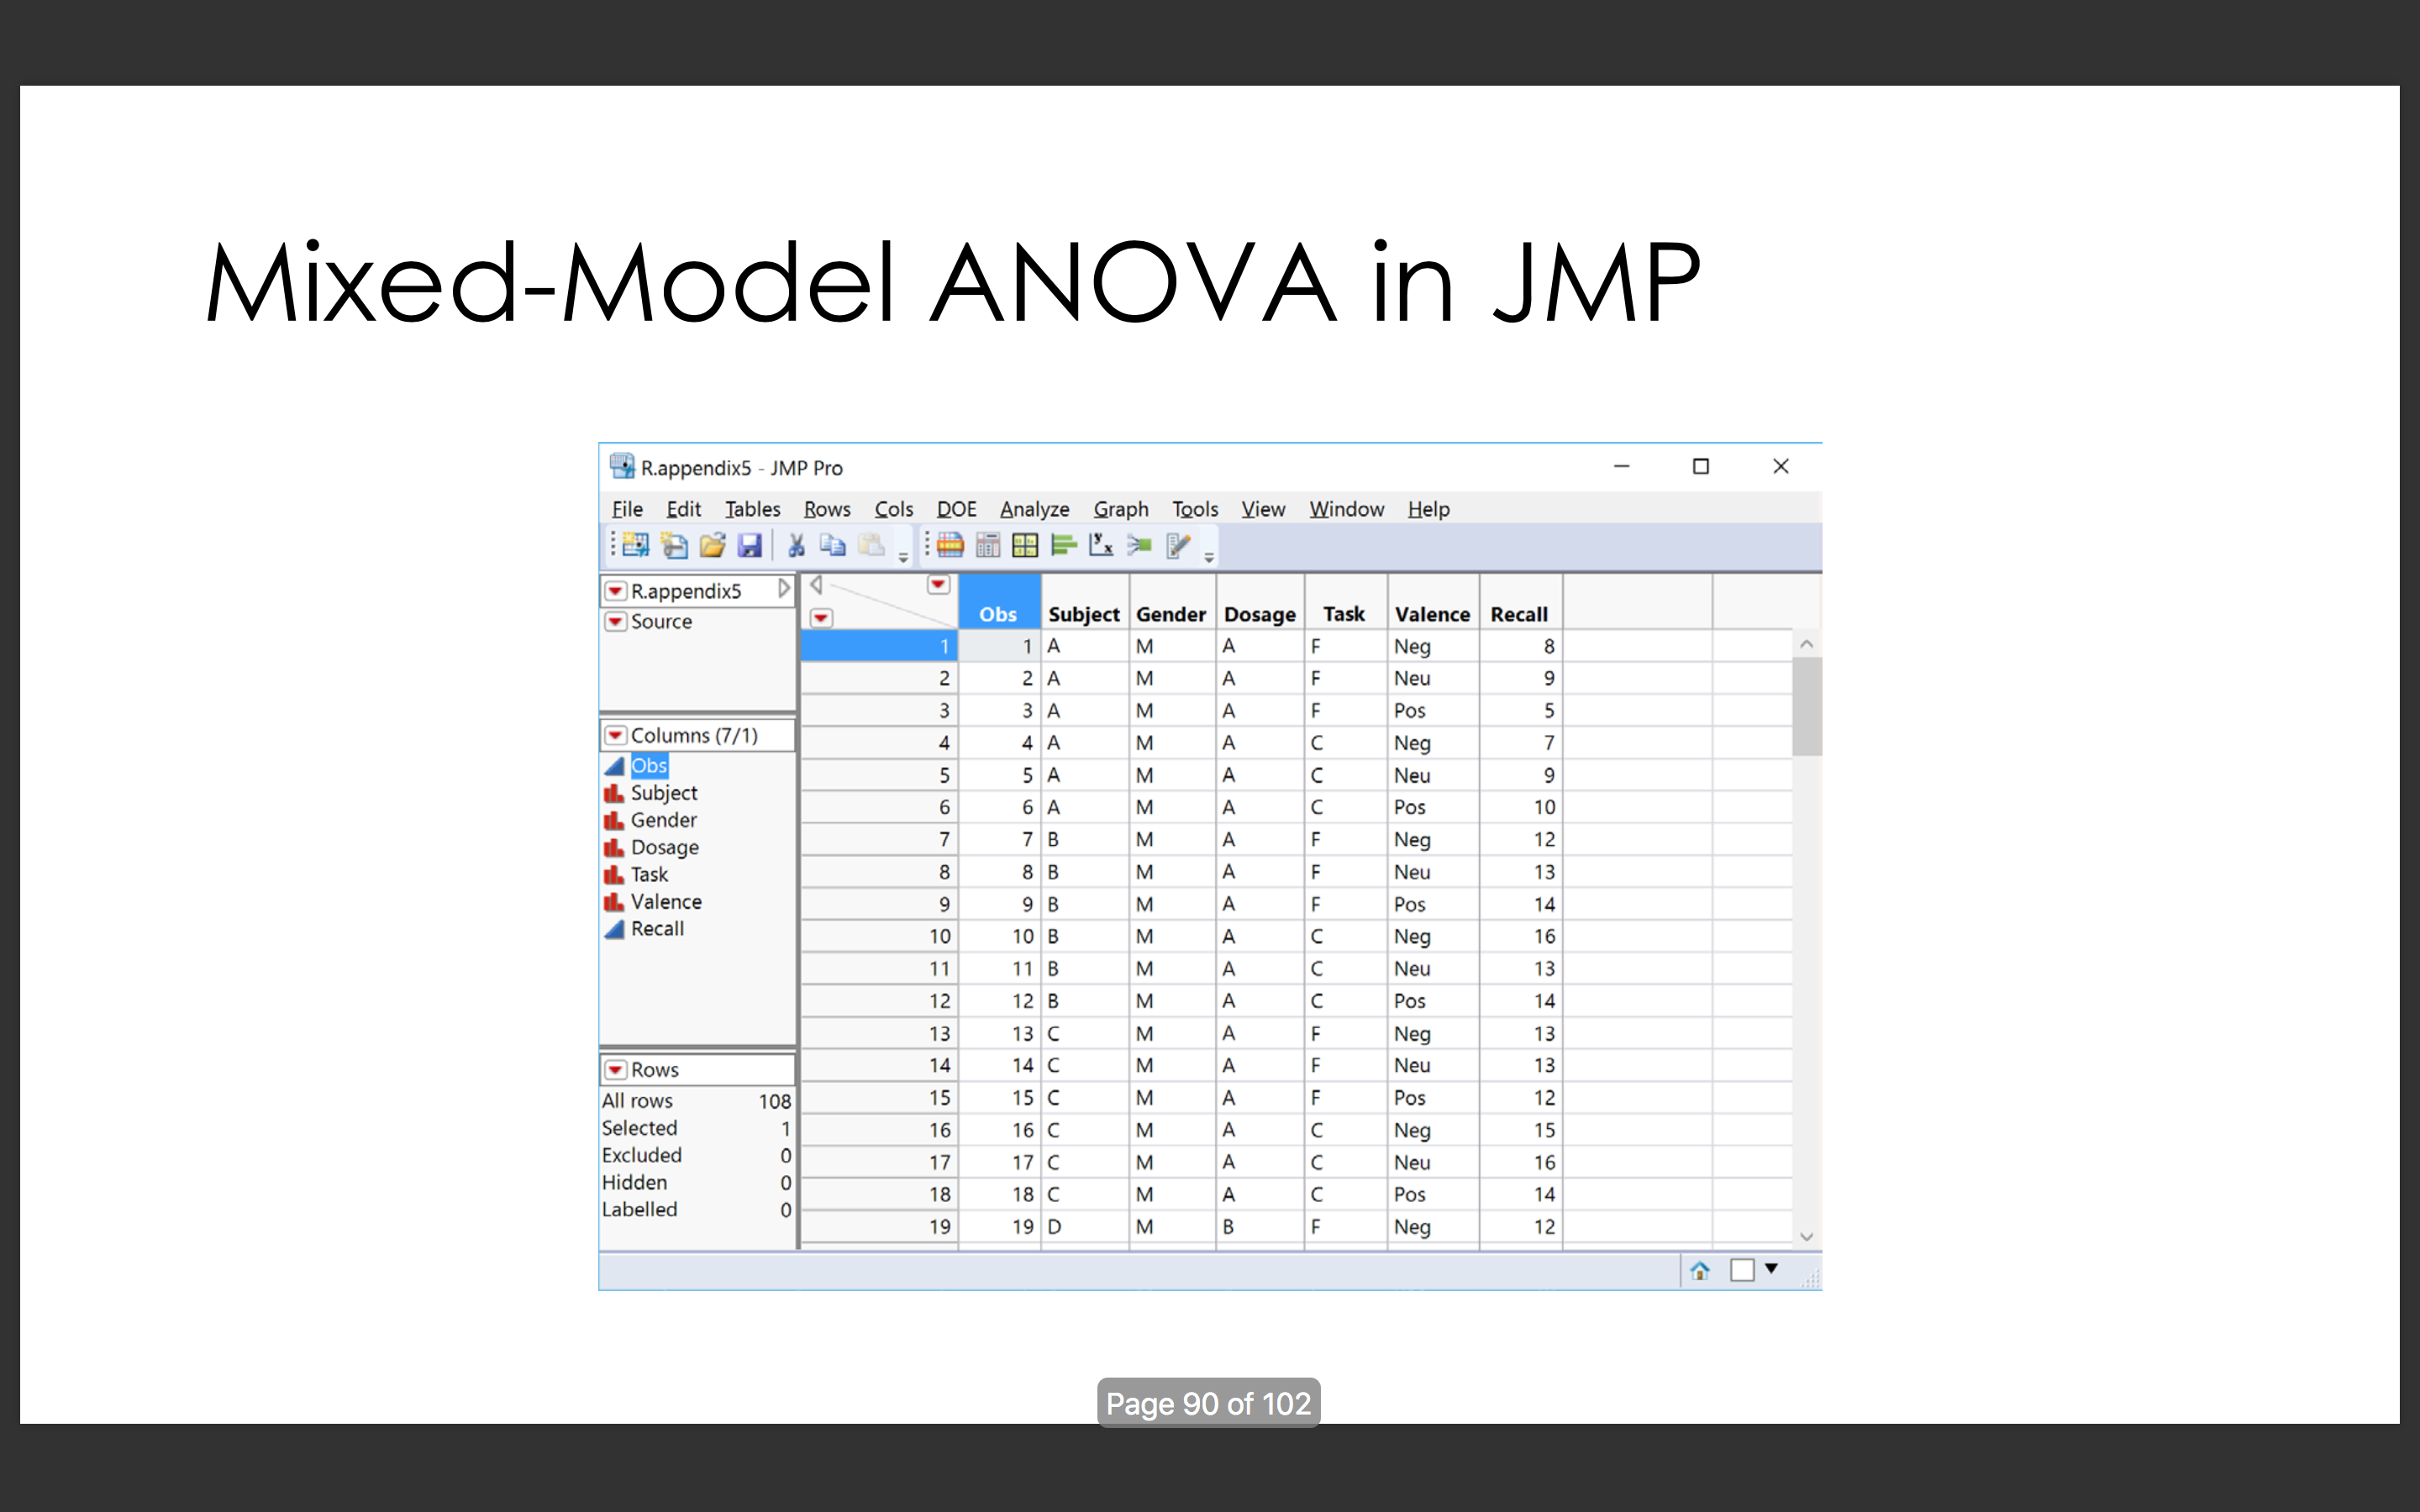 Mixed-Model ANOVA in JMP
R.appendix5 - JMP Pro
File Edit Tables Rows Cols DOE Analyze Graph Tools View Window Help
R.appendix5
Source
Columns (7/1)
Obs
Subject
Gender
Dosage
Task
Valence
Recall
Rows
All rows 108
Selected 1
Excluded 0
Hidden 0
Labelled 0
Obs Subject Gender Dosage Task Valence Recall
1 1 A M A F Neg 8
2 2 A M A F Neu 9
3 3 A M A F Pos 5
4 4 A M A C Neg 7
5 5 A M A C Neu 9
6 6 A M A C Pos 10
7 7 B M A F Neg 12
8 8 B M A F Neu 13
9 9 B M A F Pos 14
10 10 B M A C Neg 16
11 11 B M A C Neu 13
12 12 B M A C Pos 14
13 13 C M A F Neg 13
14 14 C M A F Neu 13
15 15 C M A F Pos 12
16 16 C M A C Neg 15
17 17 C M A C Neu 16
18 18 C M A C Pos 14
19 19 D M B F Neg 12
Page 90 of 102